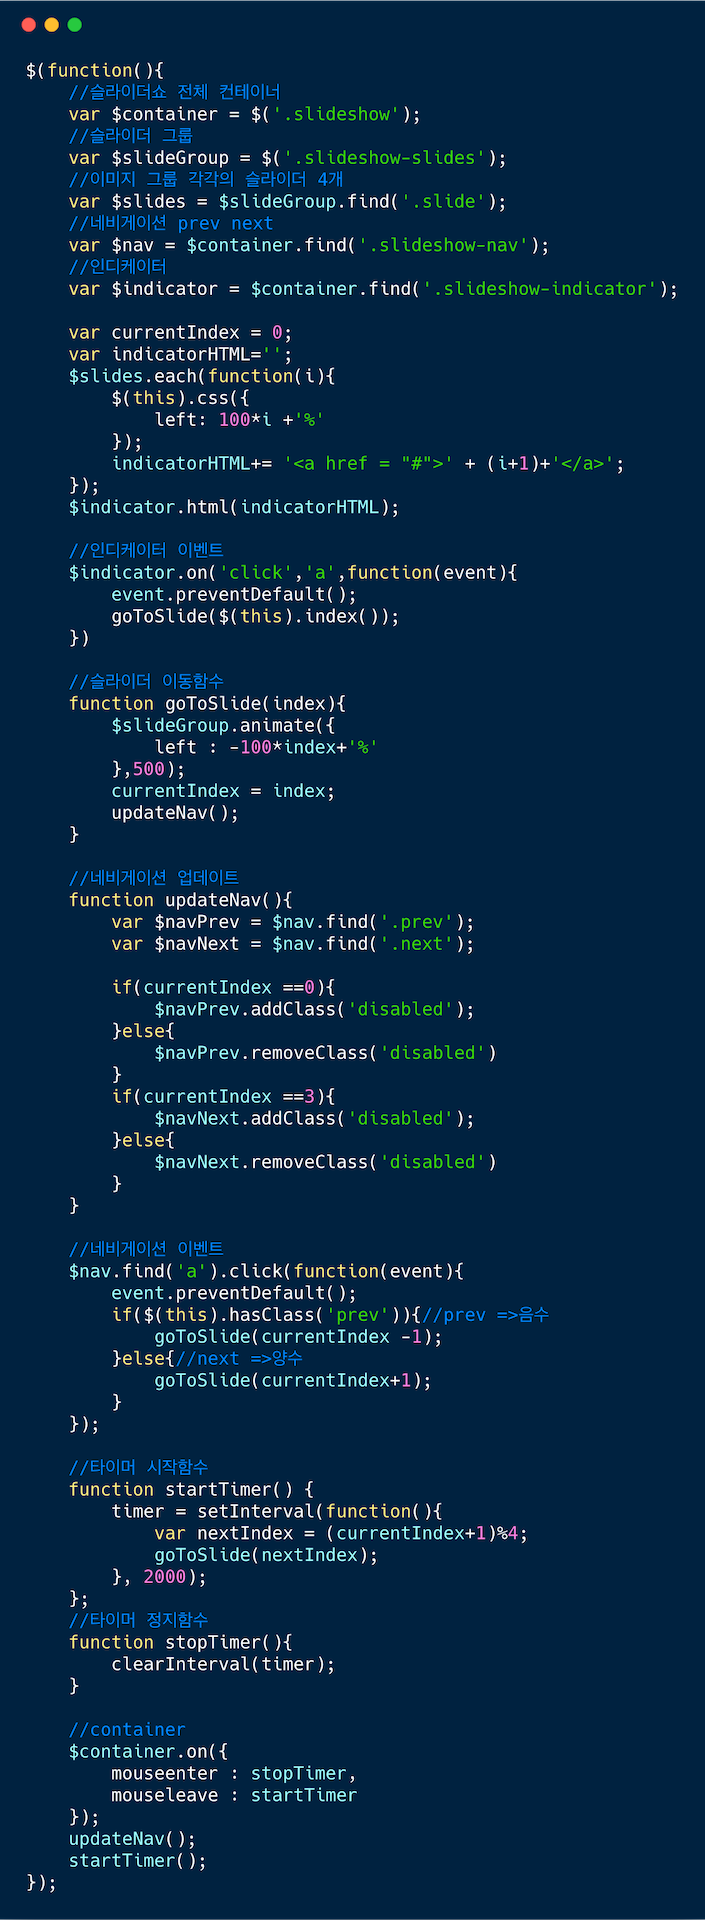 $(function(){
    //슬라이더쇼 전체 컨테이너
    var $container = $('.slideshow');
    //슬라이더 그룹
    var $slideGroup = $('.slideshow-slides');
    //이미지 그룹 각각의 슬라이더 4개
    var $slides = $slideGroup.find('.slide');
    //네비게이션 prev next
    var $nav = $container.find('.slideshow-nav');
    //인디케이터
    var $indicator = $container.find('.slideshow-indicator');

    var currentIndex = 0;
    var indicatorHTML='';
    $slides.each(function(i){
        $(this).css({
            left: 100*i +'%'
        });
        indicatorHTML+= '<a href = "#">' + (i+1)+'</a>';
    });
    $indicator.html(indicatorHTML);

    //인디케이터 이벤트
    $indicator.on('click','a',function(event){
        event.preventDefault();
        goToSlide($(this).index());
    })

    //슬라이더 이동함수
    function goToSlide(index){
        $slideGroup.animate({
            left : -100*index+'%'
        },500);
        currentIndex = index;
        updateNav();
    }

    //네비게이션 업데이트
    function updateNav(){
        var $navPrev = $nav.find('.prev');
        var $navNext = $nav.find('.next');

        if(currentIndex ==0){
            $navPrev.addClass('disabled');
        }else{
            $navPrev.removeClass('disabled')
        }
        if(currentIndex ==3){
            $navNext.addClass('disabled');
        }else{
            $navNext.removeClass('disabled')
        }
    }

    //네비게이션 이벤트
    $nav.find('a').click(function(event){
        event.preventDefault();
        if($(this).hasClass('prev')){//prev =>음수
            goToSlide(currentIndex -1);
        }else{//next =>양수
            goToSlide(currentIndex+1);
        }
    });

    //타이머 시작함수
    function startTimer() {
        timer = setInterval(function(){
            var nextIndex = (currentIndex+1)%4;
            goToSlide(nextIndex);
        }, 2000);
    };
    //타이머 정지함수
    function stopTimer(){
        clearInterval(timer);
    }

    //container
    $container.on({
        mouseenter : stopTimer,
        mouseleave : startTimer
    });
    updateNav();
    startTimer();
});